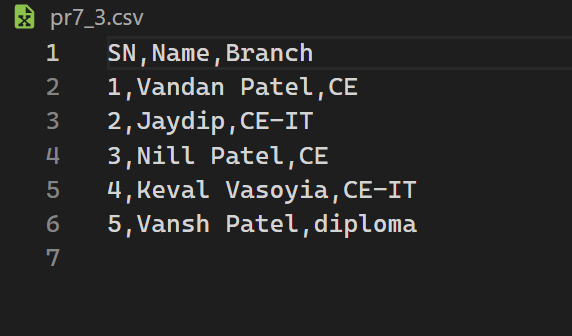 pr7_3.csv
1 SN,Name,Branch
2 1,Vandan Patel,CE
3 2,Jaydip,CE-IT
4 3,Nill Patel,CE
5 4,Keval Vasoyia,CE-IT
6 5,Vansh Patel,diploma
7